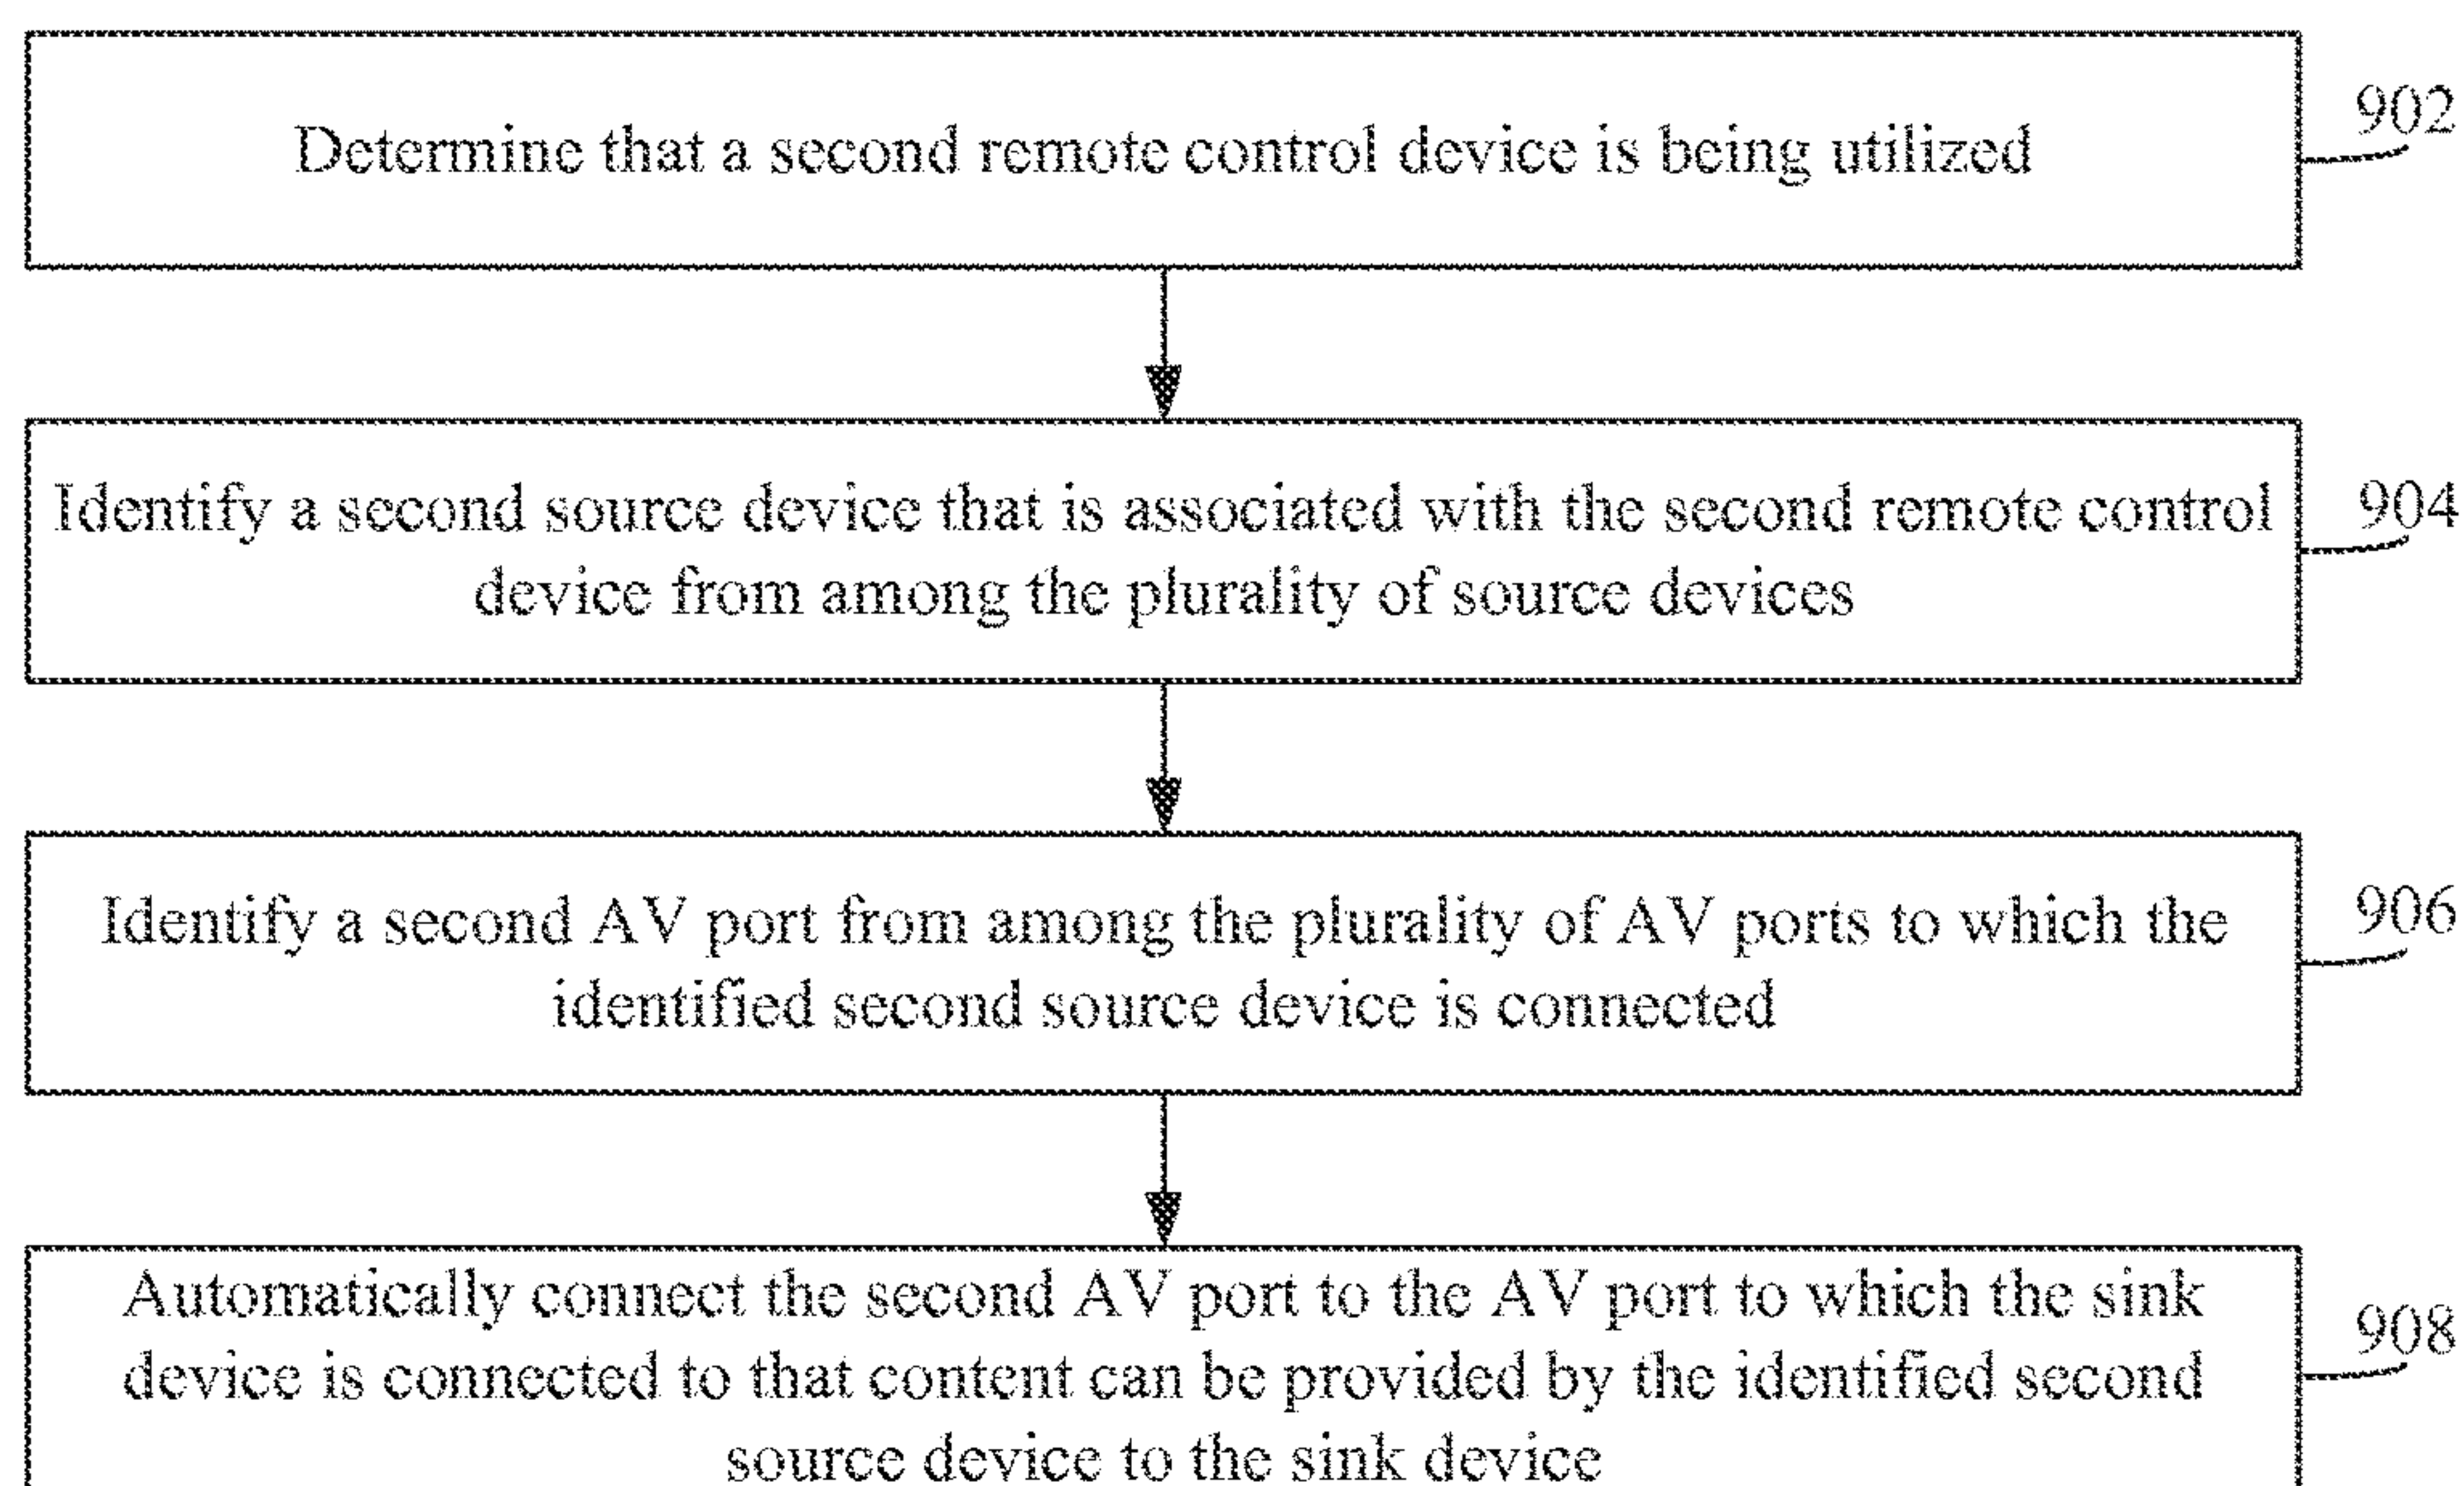 Determine that a second remote control device is being utilized
902
Identify a second source device that is associated with the second remote control
device from among the plurality of source devices
904
Identify a second AV port from among the plurality of AV ports to which the
identified second source device is connected
906
Automatically connect the second AV port to the AV port to which the sink
device is connected to that content can be provided by the identified second
source device to the sink device
908